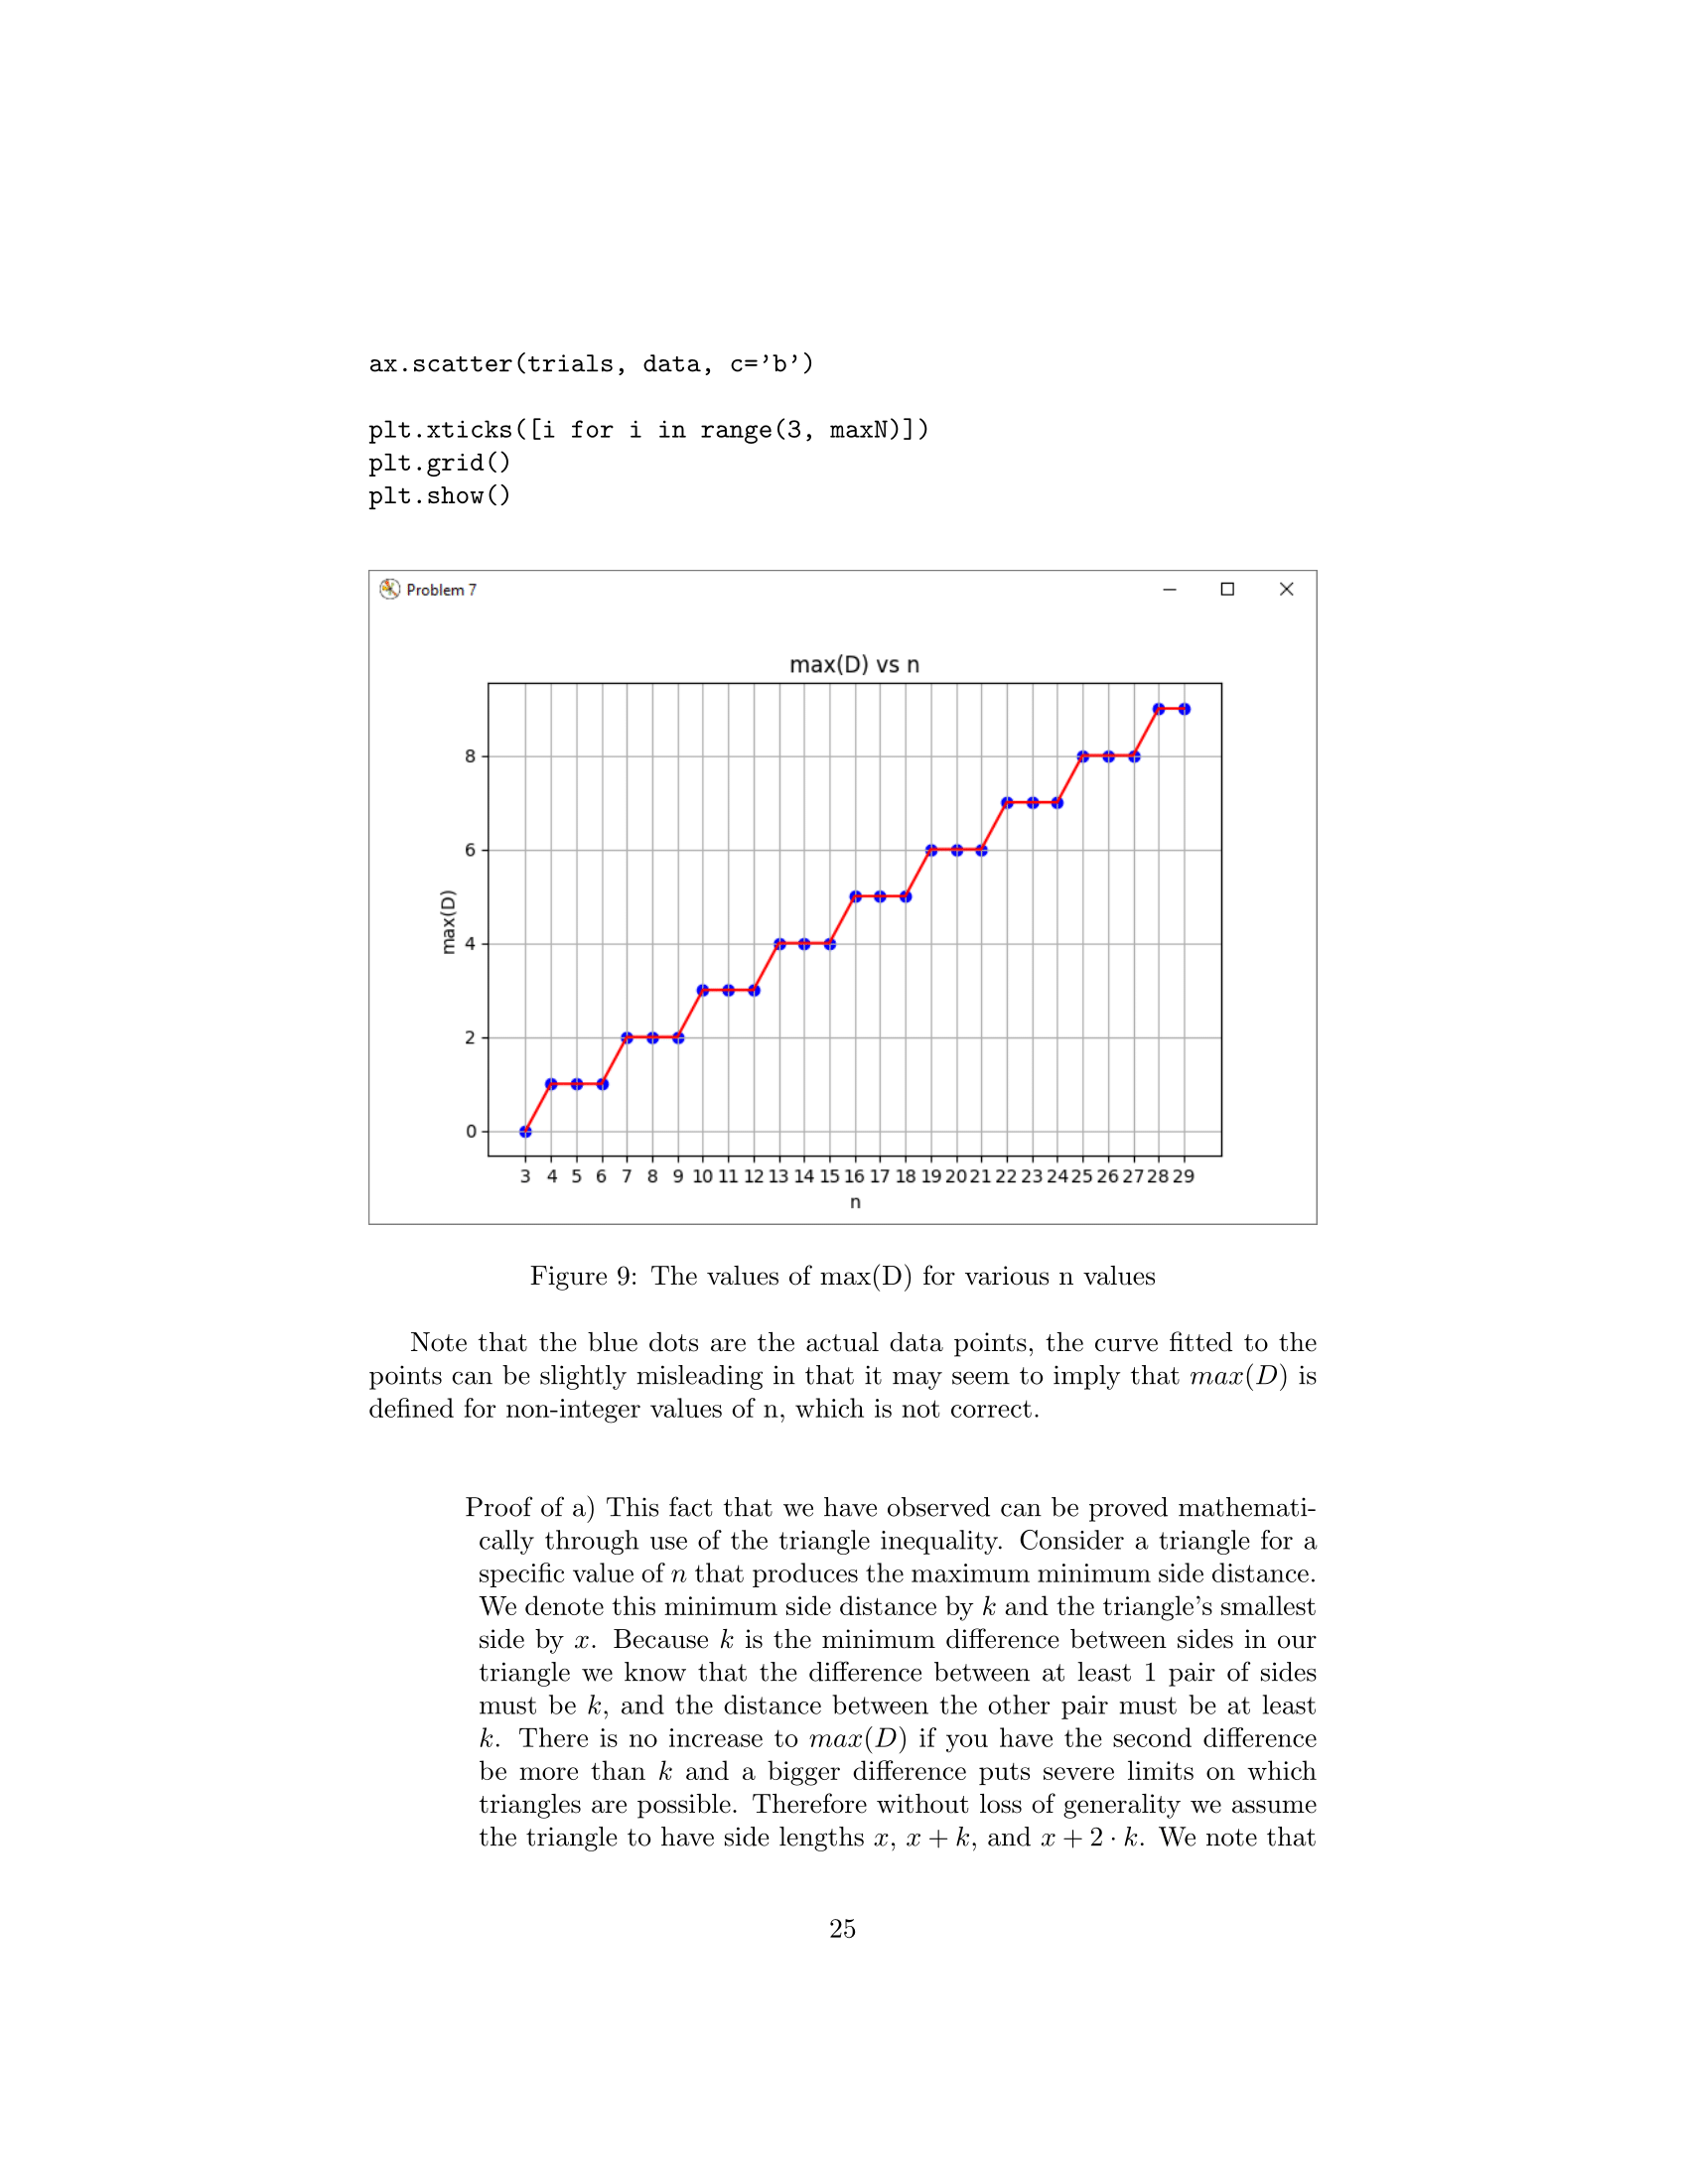 ax.scatter(trials, data, c=’b’)
plt.xticks([i for i in range(3, maxN)])
plt.grid()
plt.show()
Problem 7
max(D) vs n
8
6
4
2
0
max(D)
3 4 5 6 7 8 9 10 11 12 13 14 15 16 17 18 19 20 21 22 23 24 25 26 27 28 29
n
Figure 9: The values of max(D) for various n values
Note that the blue dots are the actual data points, the curve fitted to the
points can be slightly misleading in that it may seem to imply that max(D) is
defined for non-integer values of n, which is not correct.
Proof of a) This fact that we have observed can be proved mathemati-
cally through use of the triangle inequality. Consider a triangle for a
specific value of n that produces the maximum minimum side distance.
We denote this minimum side distance by k and the triangle’s smallest
side by x. Because k is the minimum difference between sides in our
triangle we know that the difference between at least 1 pair of sides
must be k, and the distance between the other pair must be at least
k. There is no increase to max(D) if you have the second difference
be more than k and a bigger difference puts severe limits on which
triangles are possible. Therefore without loss of generality we assume
the triangle to have side lengths x, x + k, and x + 2 · k. We note that
25